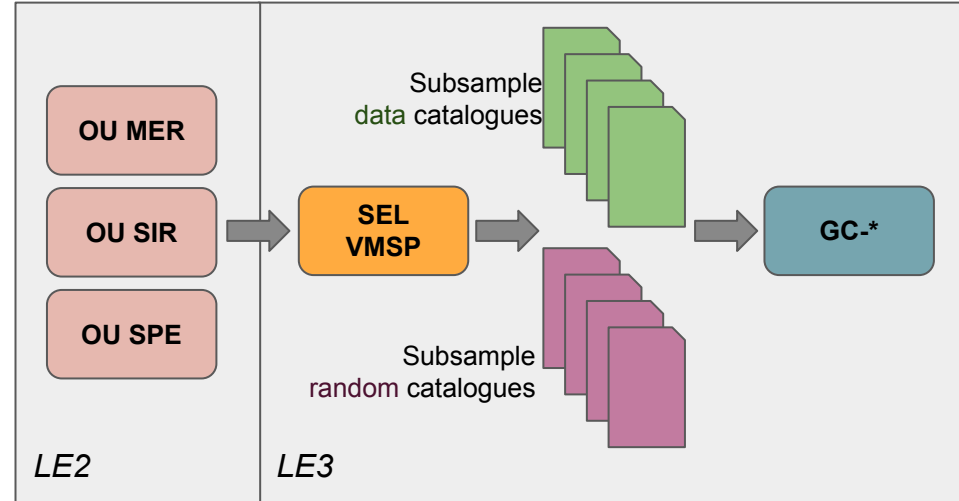 OU MER
OU SIR
OU SPE
LE2
SEL
VMSP
Subsample
data catalogues
Subsample
random catalogues
GC-*
LE3